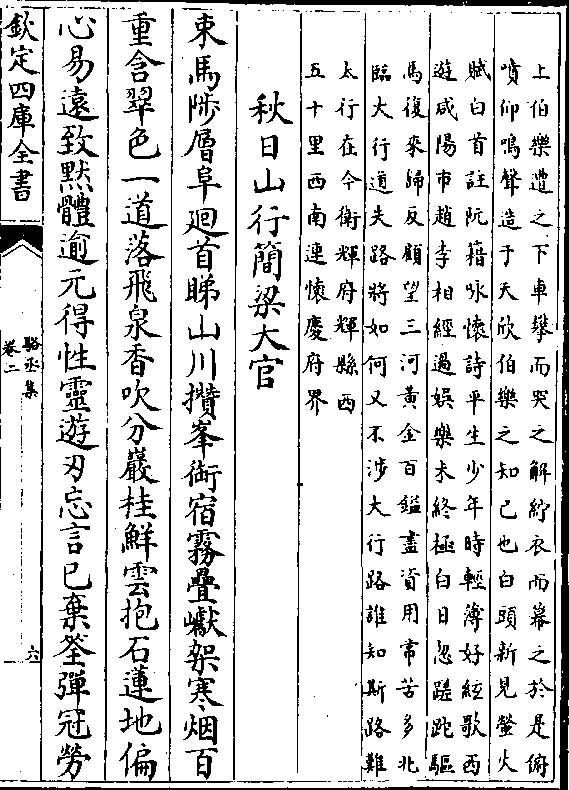 上伯樂遭之下車攀而哭之解紵衣而幕之於是俯
噴仰鳴聲造于天欣伯樂之知己也白頭新見螢火
賦白首註阮籍咏懷詩平生少年時輕薄好絃歌西
遊咸陽市趙李相經過娛樂未終極白日忽蹉跎驅
馬復來歸反顧望三河黃金百鎰盡資用常苦多北
臨大行道失路將如何又不涉大行路誰知斯路難
太行在今衛輝府輝縣西
五十里西南連懷慶府界
秋日山行簡梁大官
束馬陟層阜廻首睇山川攅峯銜宿霧疊巘架寒烟百
重含翠色一道落飛泉香吹分巖桂鮮雲抱石蓮地偏
心易遠致黙體逾元得性靈遊刃忘言已棄筌彈冠勞
欽定四庫全書
駱丞集
卷二
六